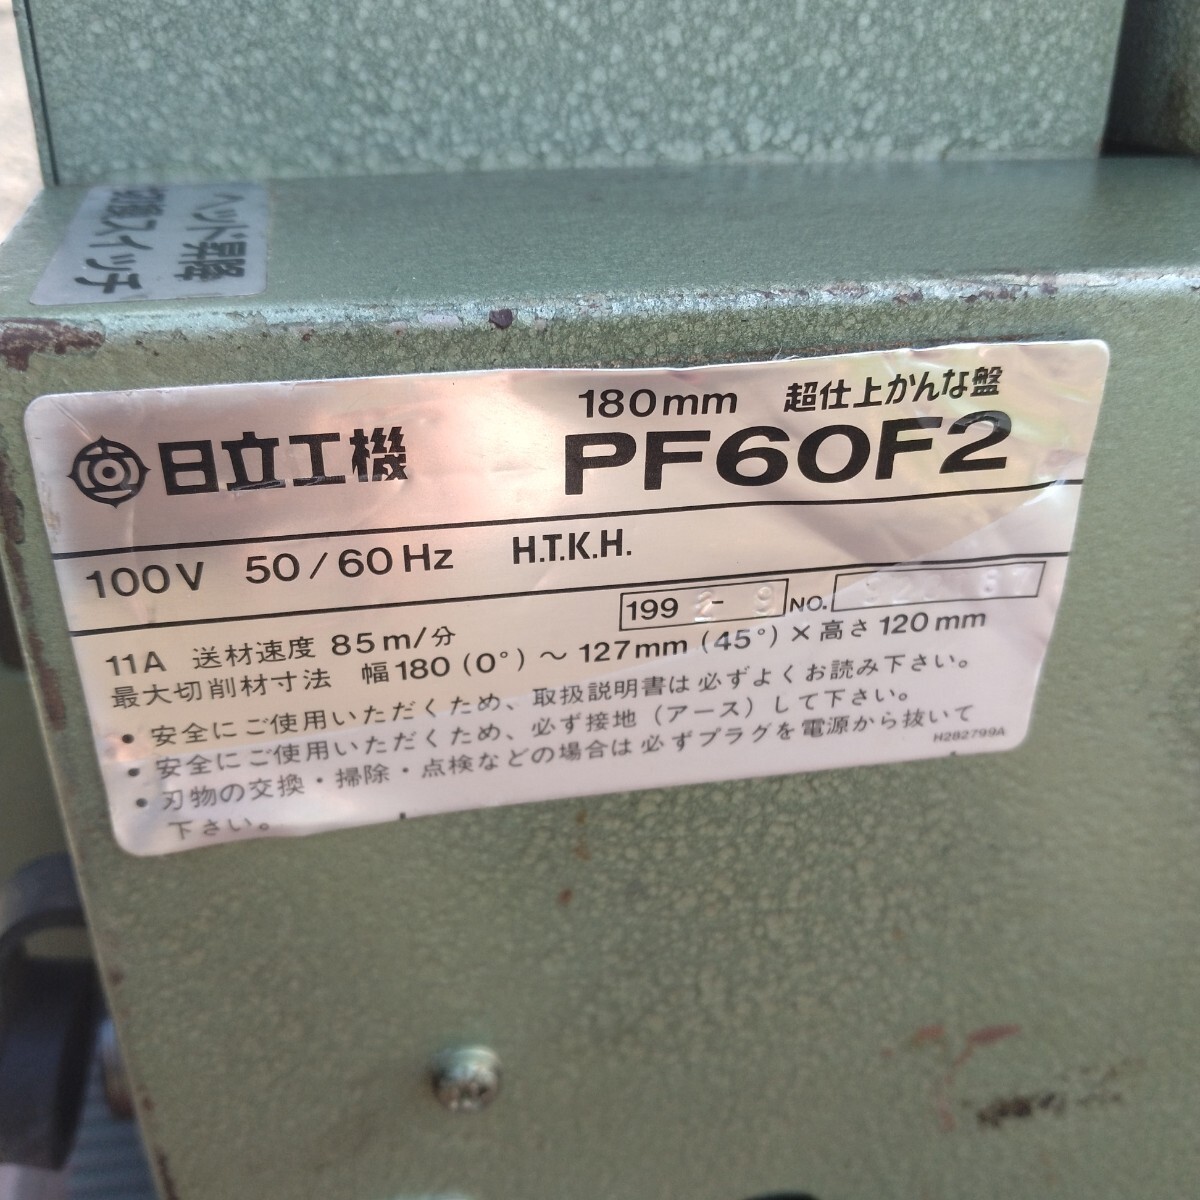 ヘッド昇降
切換スイッチ
180mm 超仕上かんな盤
日立工機 PF60F2
100V 50/60Hz H.T.K.H.
199 2-9 NO.
11A 送材速度 85m/分
最大切削材寸法 幅180(0°)～127mm(45°)×高さ120mm
• 安全にご使用いただくため、取扱説明書は必ずよくお読み下さい。
• 安全にご使用いただくため、必ず接地(アース)して下さい。
• 刃物の交換・掃除・点検などの場合は必ずプラグを電源から抜いて
下さい。
H282799A